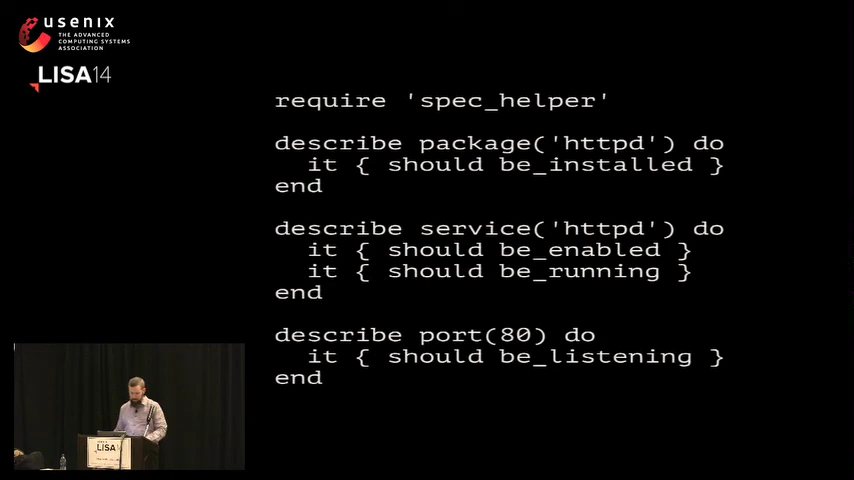 usenix
THE ADVANCED
COMPUTING SYSTEMS
ASSOCIATION
LISA14
require 'spec_helper'
describe package('httpd') do
  it { should be_installed }
end
describe service('httpd') do
  it { should be_enabled }
  it { should be_running }
end
describe port(80) do
  it { should be_listening }
end
LISA